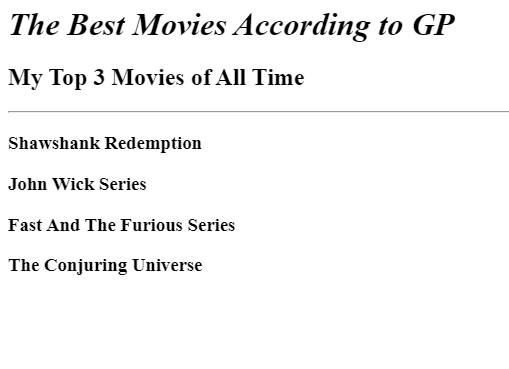 The Best Movies According to GP
My Top 3 Movies of All Time
Shawshank Redemption
John Wick Series
Fast And The Furious Series
The Conjuring Universe